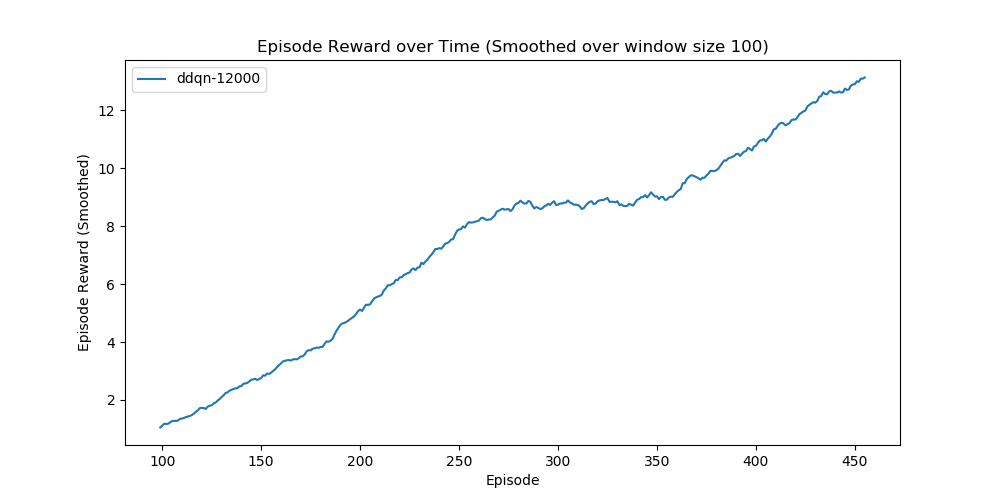 Episode Reward over Time (Smoothed over window size 100)
ddqn-12000
Episode Reward (Smoothed)
12
10
8
6
4
2
100 150 200 250 300 350 400 450
Episode